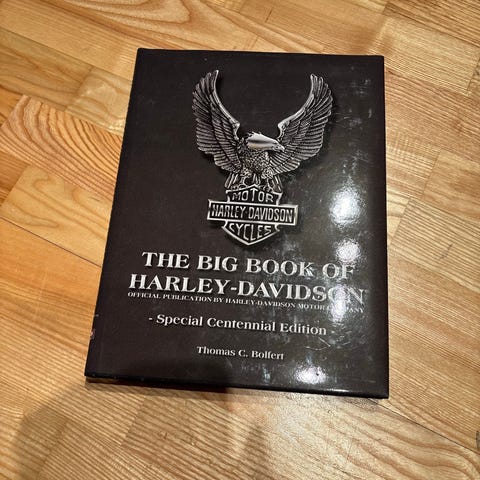 MOTOR
HARLEY-DAVIDSON
CYCLES
THE BIG BOOK OF
HARLEY-DAVIDSON
OFFICIAL PUBLICATION BY HARLEY-DAVIDSON MOTOR COMPANY
- Special Centennial Edition -
Thomas C. Bolfert